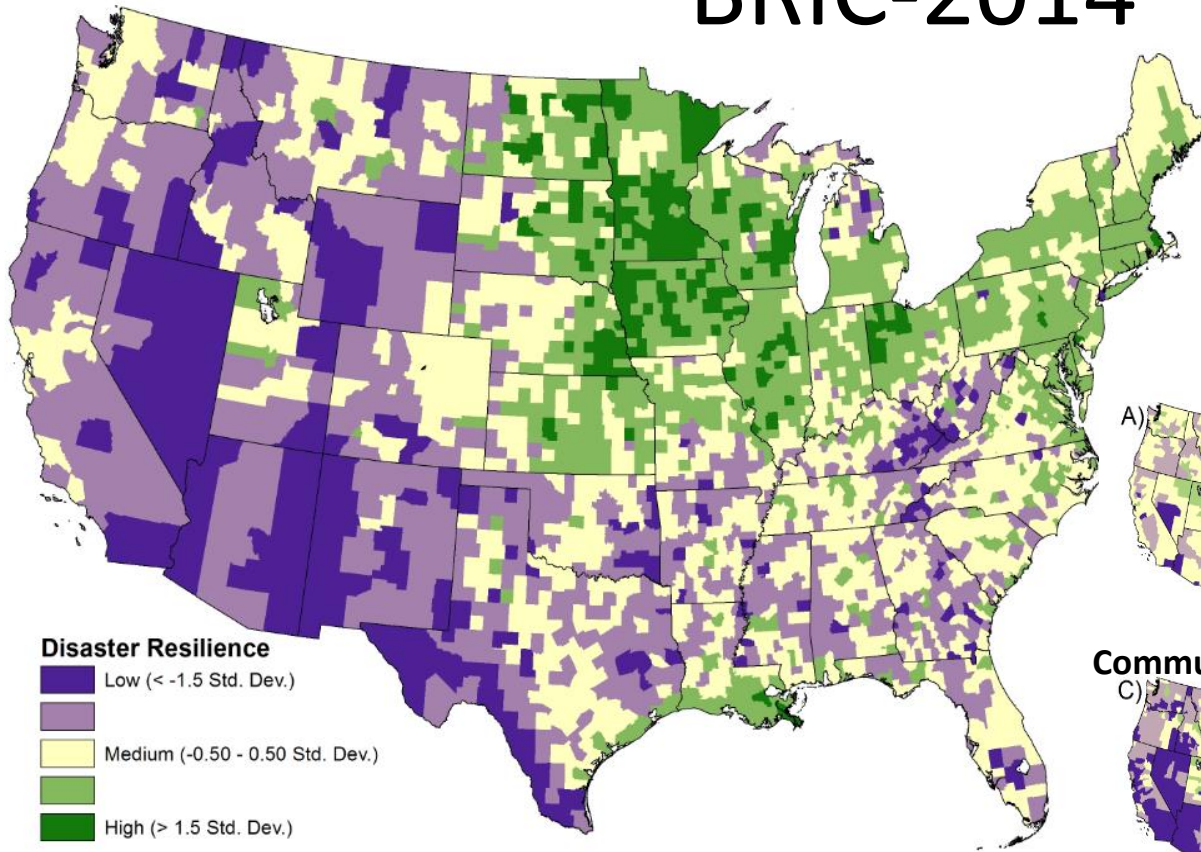 BRIC-2014
Disaster Resilience
Low (< -1.5 Std. Dev.)
Medium (-0.50 - 0.50 Std. Dev.)
High (> 1.5 Std. Dev.)
A)
Commu
C)